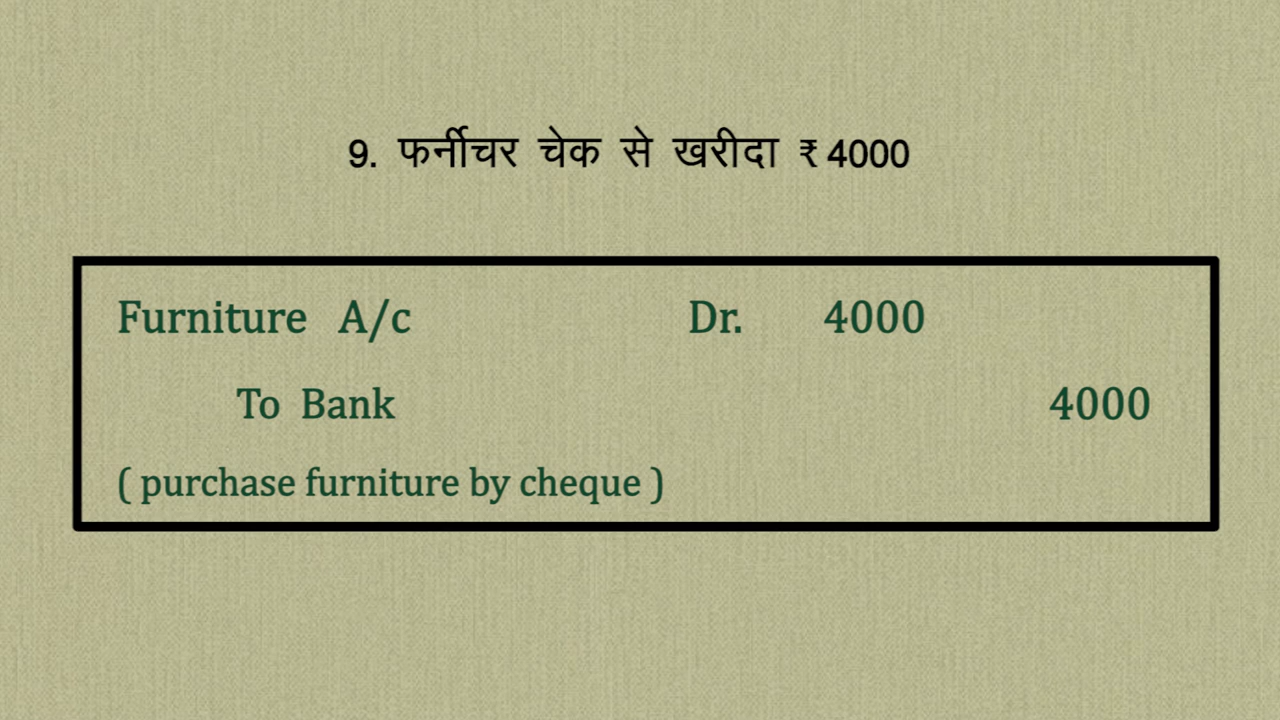 9. फर्नीचर चेक से खरीदा ₹ 4000
Furniture A/c Dr. 4000
To Bank 4000
( purchase furniture by cheque )